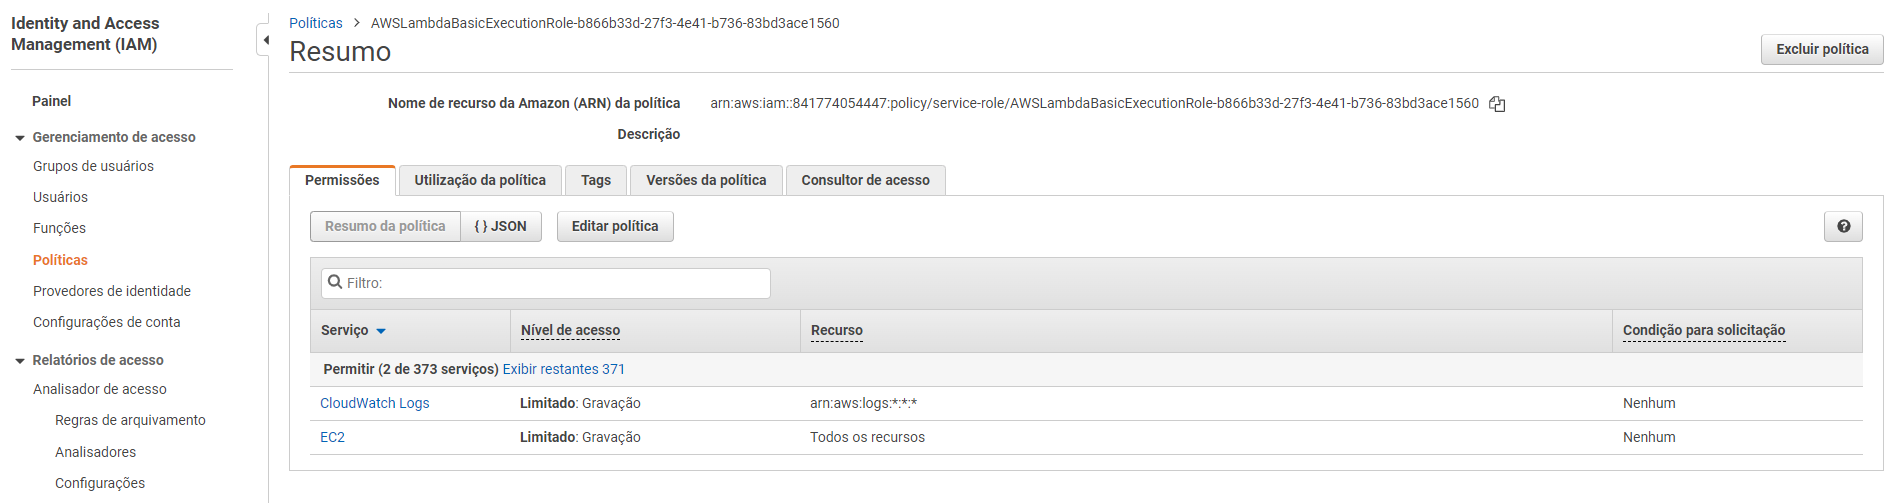 Identity and Access
Management (IAM)
Painel
Gerenciamento de acesso
Grupos de usuários
Usuários
Funções
Políticas
Provedores de identidade
Configurações de conta
Relatórios de acesso
Analisador de acesso
Regras de arquivamento
Analisadores
Configurações
Políticas > AWSLambdaBasicExecutionRole-b866b33d-27f3-4e41-b736-83bd3ace1560
Resumo
Excluir política
Nome de recurso da Amazon (ARN) da política arn:aws:iam::841774054447:policy/service-role/AWSLambdaBasicExecutionRole-b866b33d-27f3-4e41-b736-83bd3ace1560
Descrição
Permissões Utilização da política Tags Versões da política Consultor de acesso
Resumo da política { } JSON Editar política ?
Filtro:
Serviço Nível de acesso Recurso Condição para solicitação
Permitir (2 de 373 serviços) Exibir restantes 371
CloudWatch Logs Limitado: Gravação arn:aws:logs:*:*:* Nenhum
EC2 Limitado: Gravação Todos os recursos Nenhum